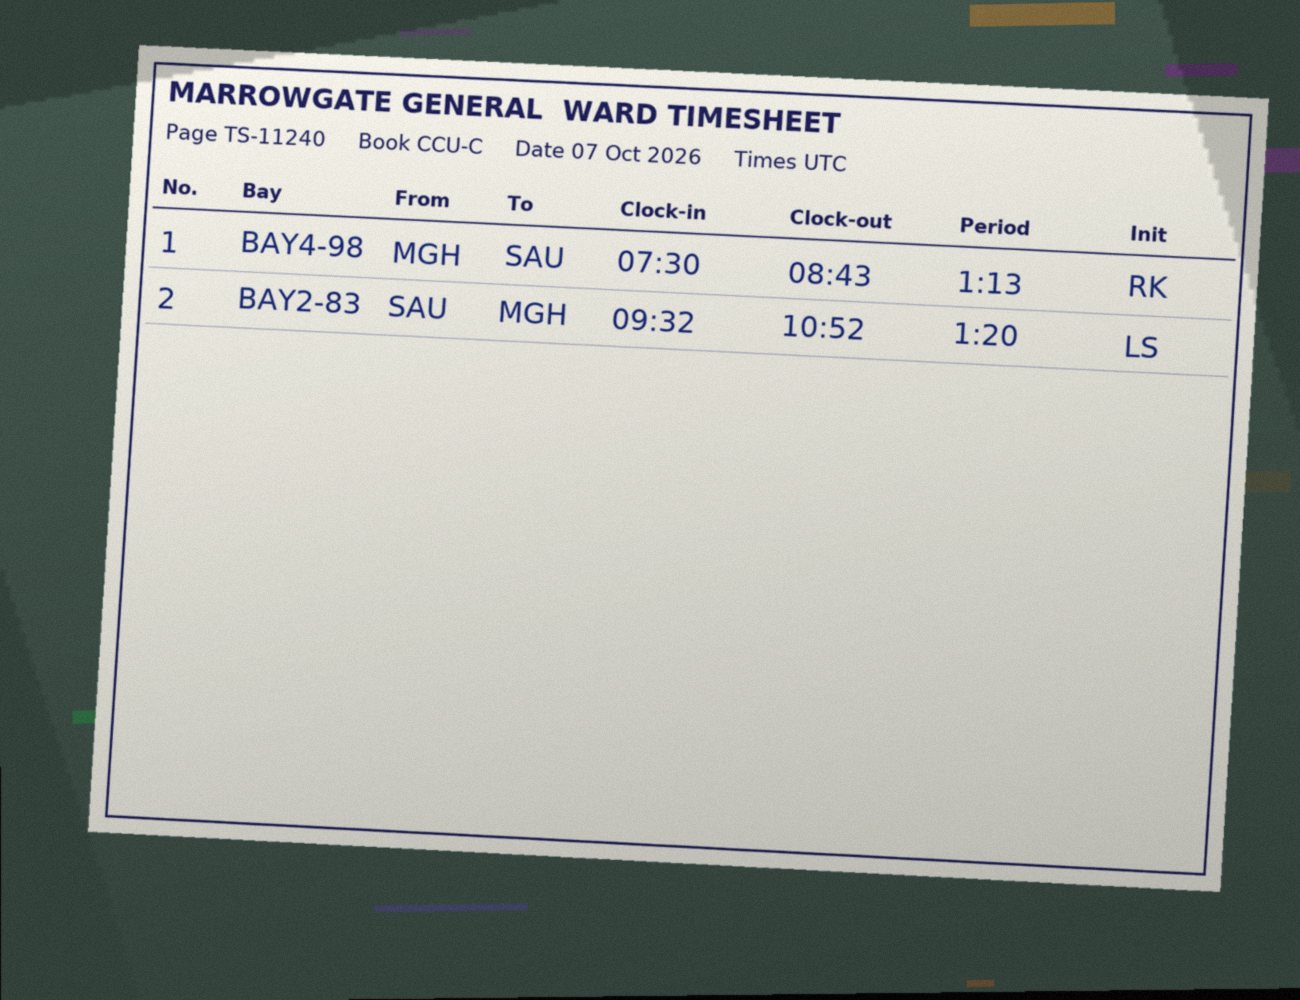 MARROWGATE GENERAL WARD TIMESHEET
Page TS-11240 Book CCU-C Date 07 Oct 2026 Times UTC
No. Bay From To Clock-in Clock-out Period Init
1 BAY4-98 MGH SAU 07:30 08:43 1:13 RK
2 BAY2-83 SAU MGH 09:32 10:52 1:20 LS